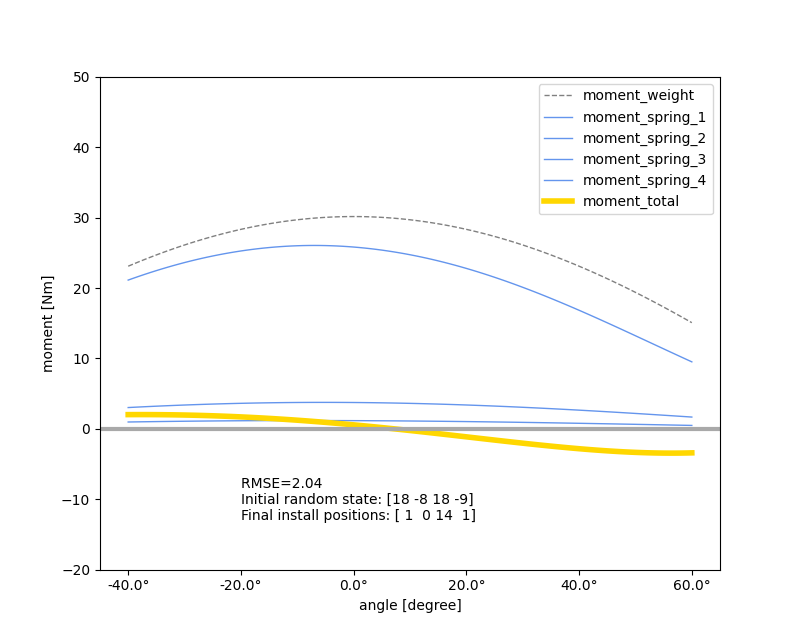 50
40
30
20
10
0
−10
−20
moment [Nm]
moment_weight
moment_spring_1
moment_spring_2
moment_spring_3
moment_spring_4
moment_total
RMSE=2.04
Initial random state: [18 -8 18 -9]
Final install positions: [ 1  0 14  1]
-40.0° -20.0° 0.0° 20.0° 40.0° 60.0°
angle [degree]